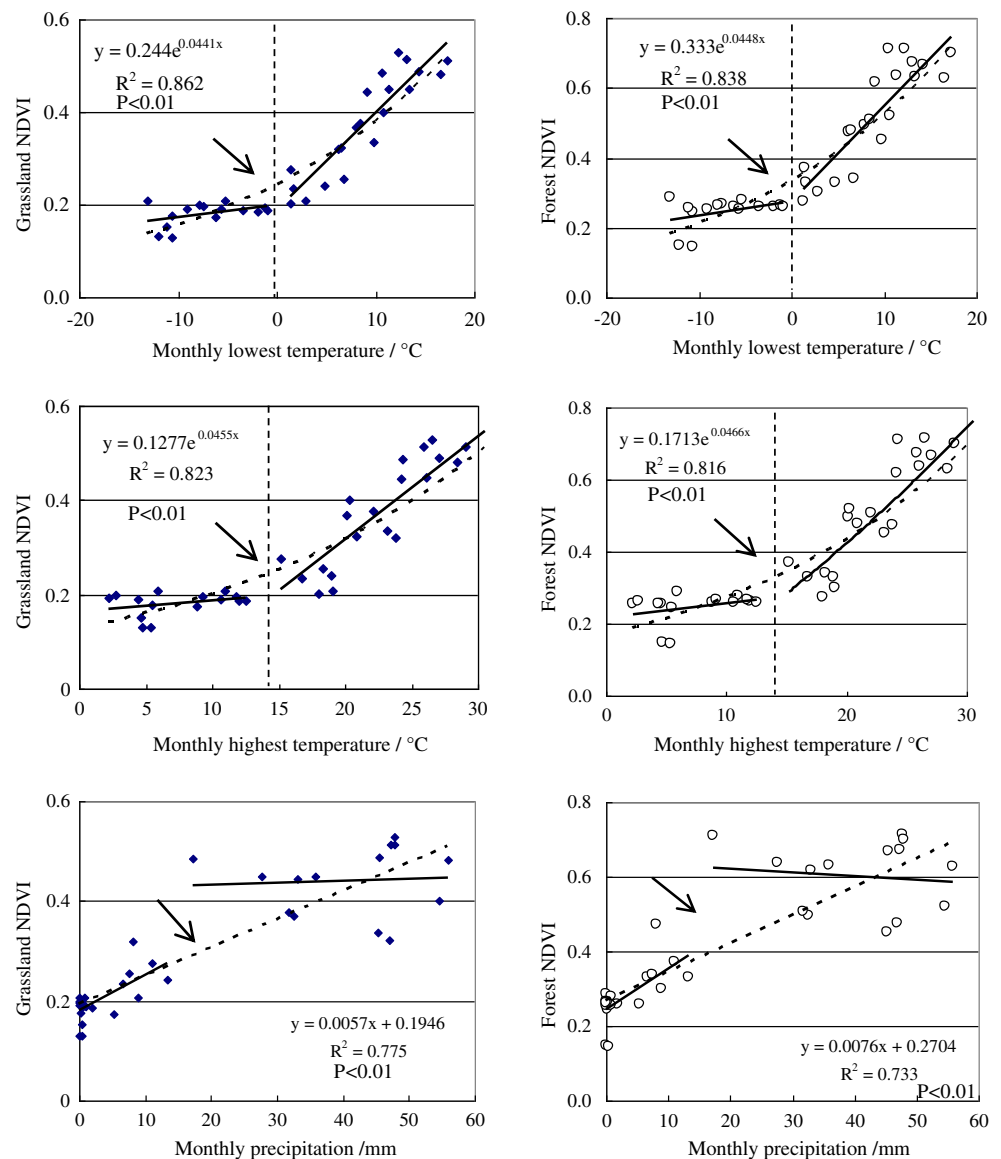 0.6
y = 0.244e^0.0441x
R² = 0.862
P<0.01
0.4
Grassland NDVI
0.2
0.0
-20 -10 0 10 20
Monthly lowest temperature / °C
0.8
y = 0.333e^0.0448x
R² = 0.838
P<0.01
0.6
Forest NDVI
0.4
0.2
0.0
-20 -10 0 10 20
Monthly lowest temperature / °C
0.6
y = 0.1277e^0.0455x
R² = 0.823
P<0.01
0.4
Grassland NDVI
0.2
0
0 5 10 15 20 25 30
Monthly highest temperature / °C
0.8
y = 0.1713e^0.0466x
R² = 0.816
P<0.01
0.6
Forest NDVI
0.4
0.2
0.0
0 10 20 30
Monthly highest temperature / °C
0.6
0.4
Grassland NDVI
0.2
y = 0.0057x + 0.1946
R² = 0.775
P<0.01
0
0 10 20 30 40 50 60
Monthly precipitation /mm
0.8
0.6
Forest NDVI
0.4
0.2
y = 0.0076x + 0.2704
R² = 0.733
P<0.01
0.0
0 10 20 30 40 50 60
Monthly precipitation /mm